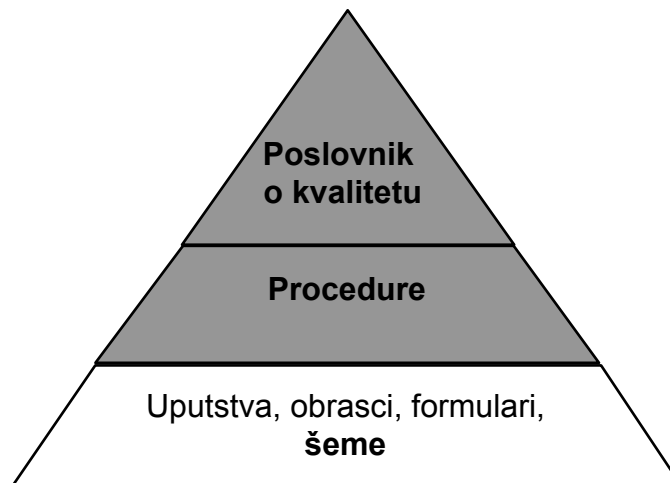 Poslovnik
o kvalitetu
Procedure
Uputstva, obrasci, formulari,
šeme